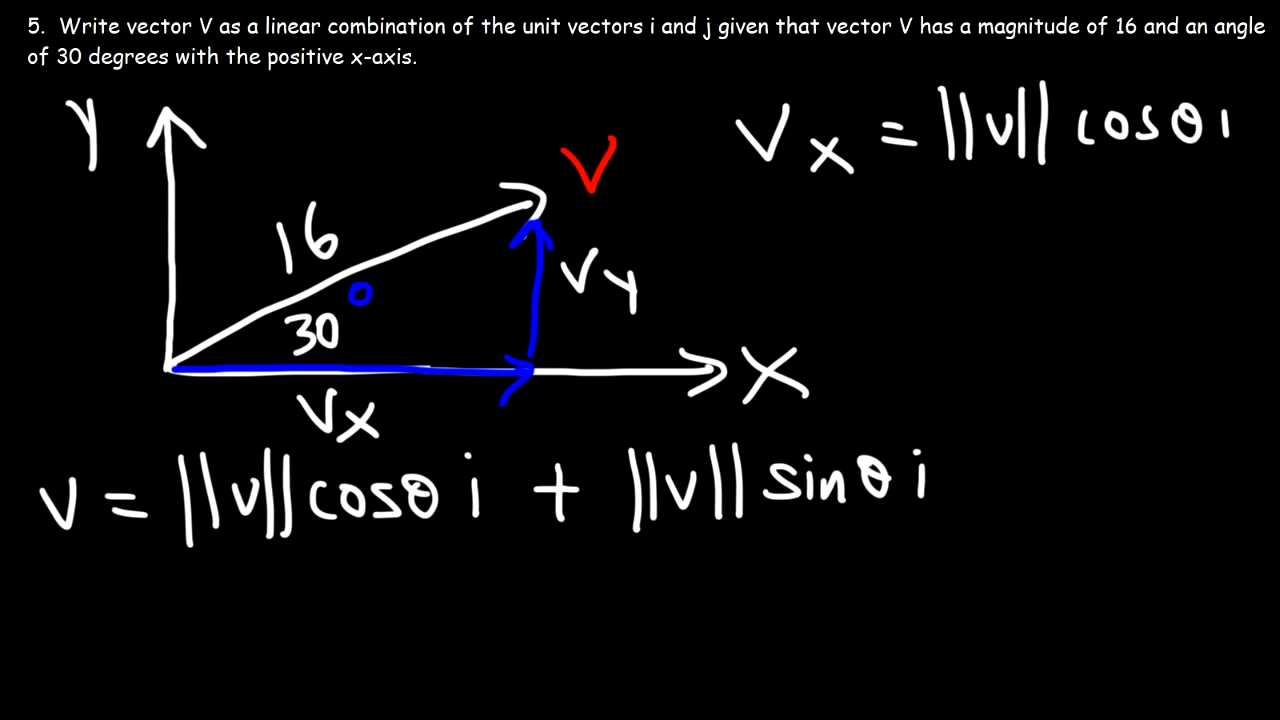 5. Write vector V as a linear combination of the unit vectors i and j given that vector V has a magnitude of 16 and an angle
of 30 degrees with the positive x-axis.
Y
Vx = ||v|| cosθ i
V
16
Vy
30°
X
Vx
V = ||v|| cosθ i + ||v|| sinθ i